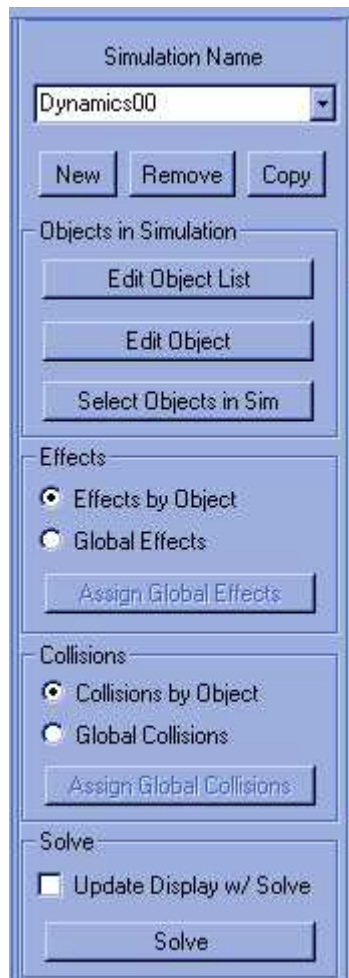 Simulation Name
Dynamics00
New Remove Copy
Objects in Simulation
Edit Object List
Edit Object
Select Objects in Sim
Effects
Effects by Object
Global Effects
Assign Global Effects
Collisions
Collisions by Object
Global Collisions
Assign Global Collisions
Solve
Update Display w/ Solve
Solve